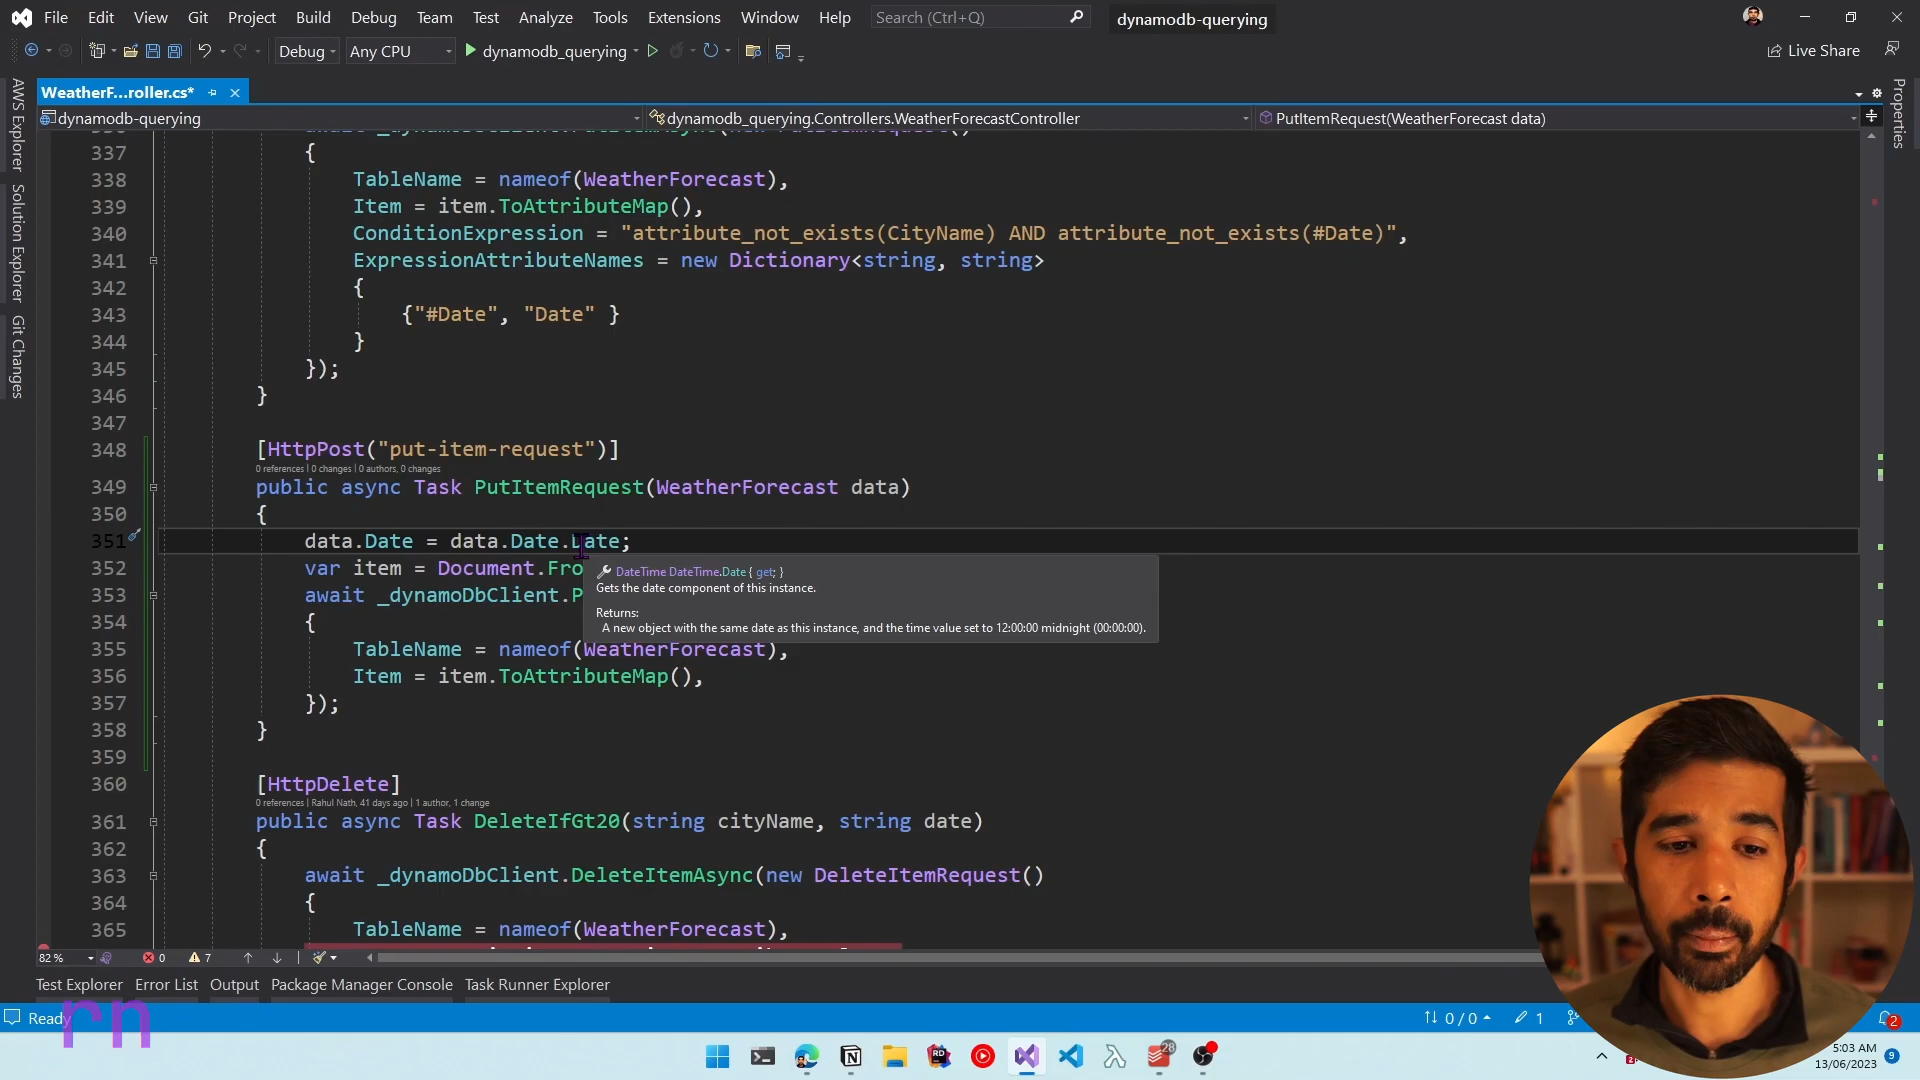 File Edit View Git Project Build Debug Team Test Analyze Tools Extensions Window Help Search (Ctrl+Q) dynamodb-querying
Debug Any CPU dynamodb_querying Live Share
WeatherF...roller.cs*
dynamodb-querying dynamodb_querying.Controllers.WeatherForecastController PutItemRequest(WeatherForecast data)
AWS Explorer
Solution Explorer
Git Changes
Properties
337 {
338 TableName = nameof(WeatherForecast),
339 Item = item.ToAttributeMap(),
340 ConditionExpression = "attribute_not_exists(CityName) AND attribute_not_exists(#Date)",
341 ExpressionAttributeNames = new Dictionary<string, string>
342 {
343 {"#Date", "Date" }
344 }
345 });
346 }
347
348 [HttpPost("put-item-request")]
0 references | 0 changes | 0 authors, 0 changes
349 public async Task PutItemRequest(WeatherForecast data)
350 {
351 data.Date = data.Date.Date;
352 var item = Document.Fro
DateTime DateTime.Date { get; }
Gets the date component of this instance.
353 await _dynamoDbClient.P
Returns:
A new object with the same date as this instance, and the time value set to 12:00:00 midnight (00:00:00).
354 {
355 TableName = nameof(WeatherForecast),
356 Item = item.ToAttributeMap(),
357 });
358 }
359
360 [HttpDelete]
0 references | Rahul Nath, 41 days ago | 1 author, 1 change
361 public async Task DeleteIfGt20(string cityName, string date)
362 {
363 await _dynamoDbClient.DeleteItemAsync(new DeleteItemRequest()
364 {
365 TableName = nameof(WeatherForecast),
82 % 0 7
Test Explorer Error List Output Package Manager Console Task Runner Explorer
Ready 0 / 0 1 2
rn
RD 28
5:03 AM
13/06/2023 9